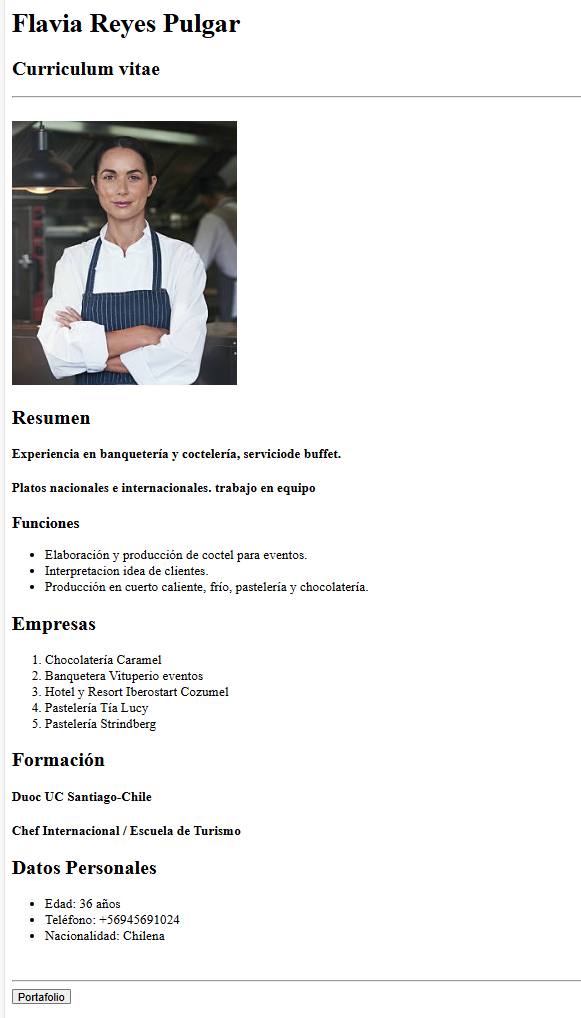 Flavia Reyes Pulgar
Curriculum vitae
Resumen
Experiencia en banquetería y coctelería, serviciode buffet.
Platos nacionales e internacionales. trabajo en equipo
Funciones
• Elaboración y producción de coctel para eventos.
• Interpretacion idea de clientes.
• Producción en cuerto caliente, frío, pastelería y chocolatería.
Empresas
1. Chocolatería Caramel
2. Banquetera Vituperio eventos
3. Hotel y Resort Iberostart Cozumel
4. Pastelería Tía Lucy
5. Pastelería Strindberg
Formación
Duoc UC Santiago-Chile
Chef Internacional / Escuela de Turismo
Datos Personales
• Edad: 36 años
• Teléfono: +56945691024
• Nacionalidad: Chilena
Portafolio